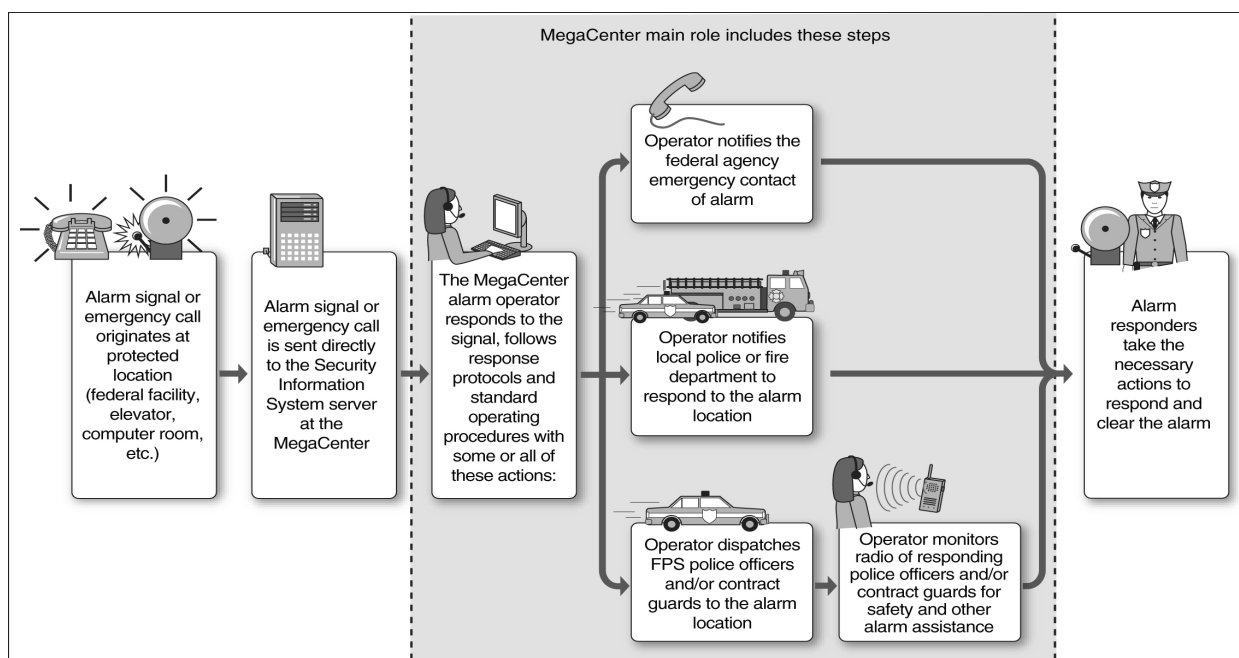 MegaCenter main role includes these steps
Alarm signal or
emergency call
originates at
protected
location
(federal facility,
elevator,
computer room,
etc.)
Alarm signal or
emergency call
is sent directly
to the Security
Information
System server
at the
MegaCenter
The MegaCenter
alarm operator
responds to the
signal, follows
response
protocols and
standard
operating
procedures with
some or all of
these actions:
Operator notifies the
federal agency
emergency contact
of alarm
Operator notifies
local police or fire
department to
respond to the alarm
location
Operator dispatches
FPS police officers
and/or contract
guards to the alarm
location
Operator monitors
radio of responding
police officers and/or
contract guards for
safety and other
alarm assistance
Alarm
responders
take the
necessary
actions to
respond and
clear the alarm